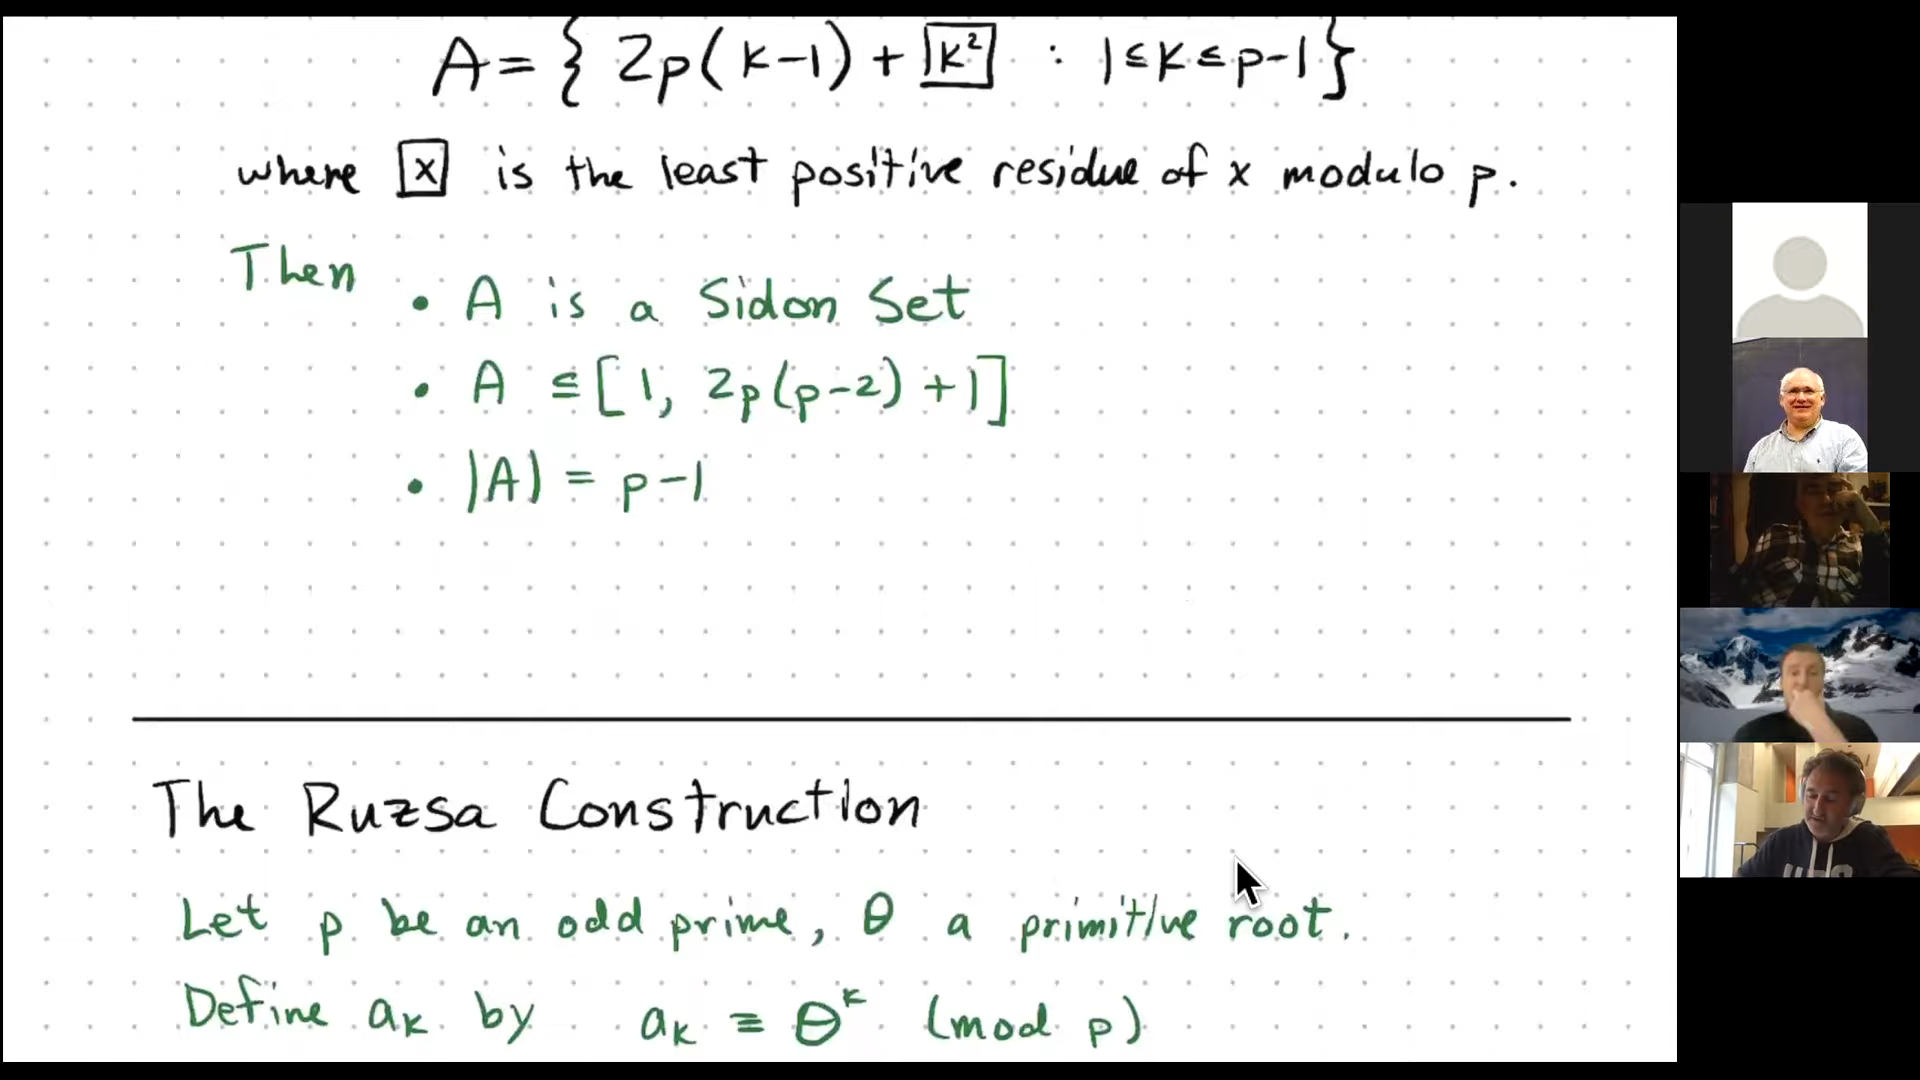 A = { 2p(k-1) + [k²] : 1 ≤ k ≤ p-1 }
where [x] is the least positive residue of x modulo p.
Then
• A is a Sidon Set
• A ⊆ [1, 2p(p-2) + 1]
• |A| = p-1
The Ruzsa Construction
Let p be an odd prime, θ a primitive root.
Define aₖ by aₖ ≡ θᵏ (mod p)